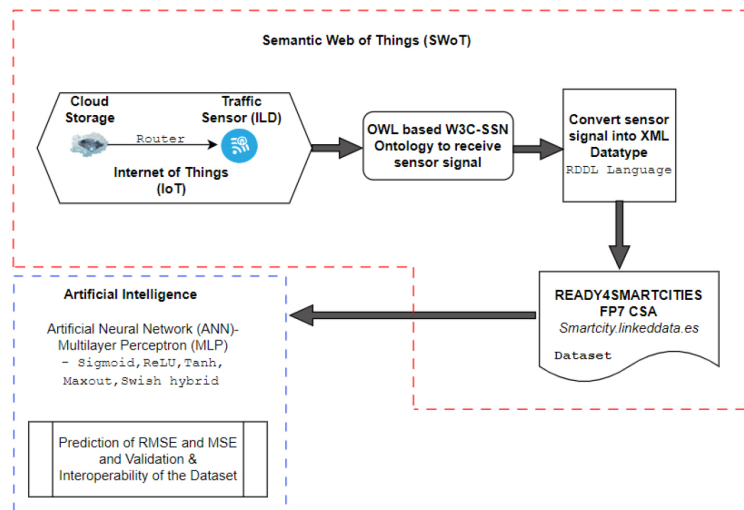 Semantic Web of Things (SWoT)
Cloud
Storage
Router
Traffic
Sensor (ILD)
Internet of Things
(IoT)
OWL based W3C-SSN
Ontology to receive
sensor signal
Convert sensor
signal into XML
Datatype
RDDL Language
READY4SMARTCITIES
FP7 CSA
Smartcity.linkeddata.es
Dataset
Artificial Intelligence
Artificial Neural Network (ANN)-
Multilayer Perceptron (MLP)
- Sigmoid,ReLU,Tanh,
Maxout,Swish hybrid
Prediction of RMSE and MSE
and Validation &
Interoperability of the Dataset